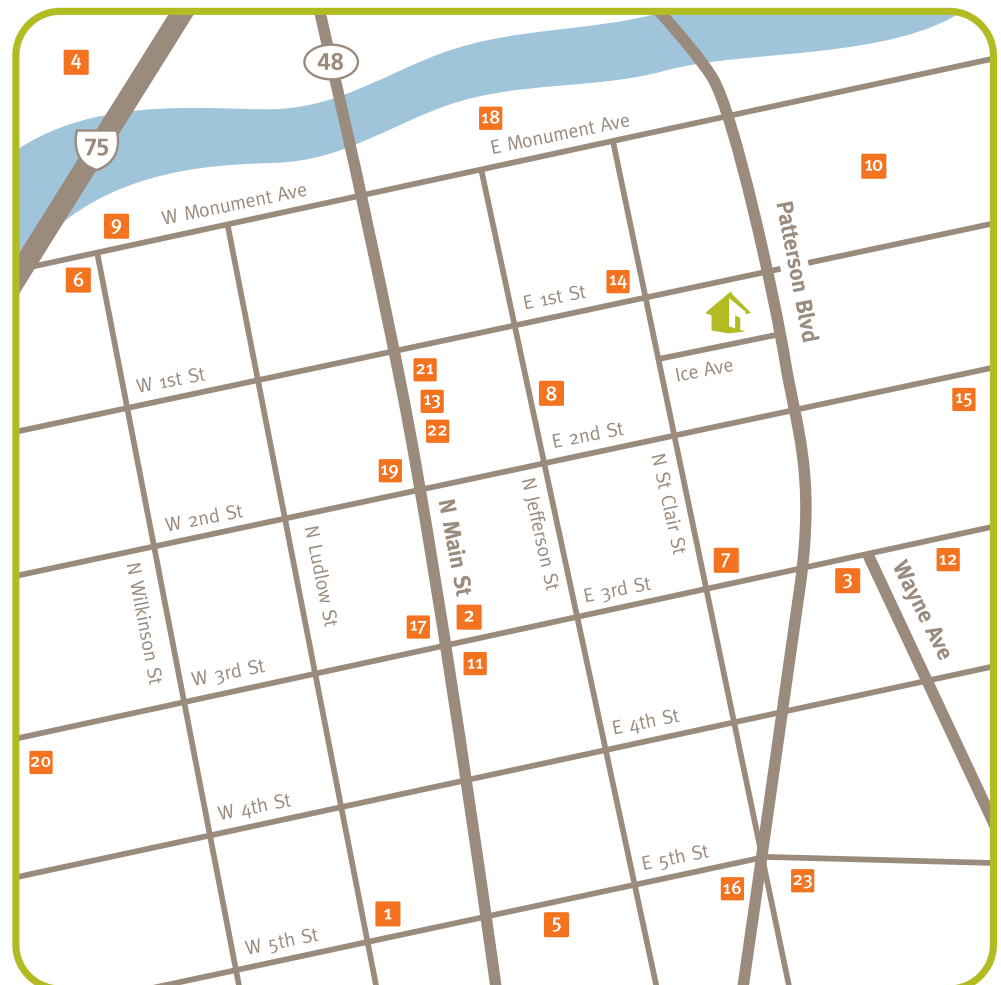 4
48
75
18
E Monument Ave
10
W Monument Ave
9
6
Patterson Blvd
14
E 1st St
21
W 1st St
Ice Ave
8
13
15
22
E 2nd St
19
W 2nd St
N Main St
N Jefferson St
N St Clair St
N Ludlow St
N Wilkinson St
7
12
3
Wayne Ave
E 3rd St
2
17
11
W 3rd St
E 4th St
20
W 4th St
E 5th St
16
23
1
5
W 5th St